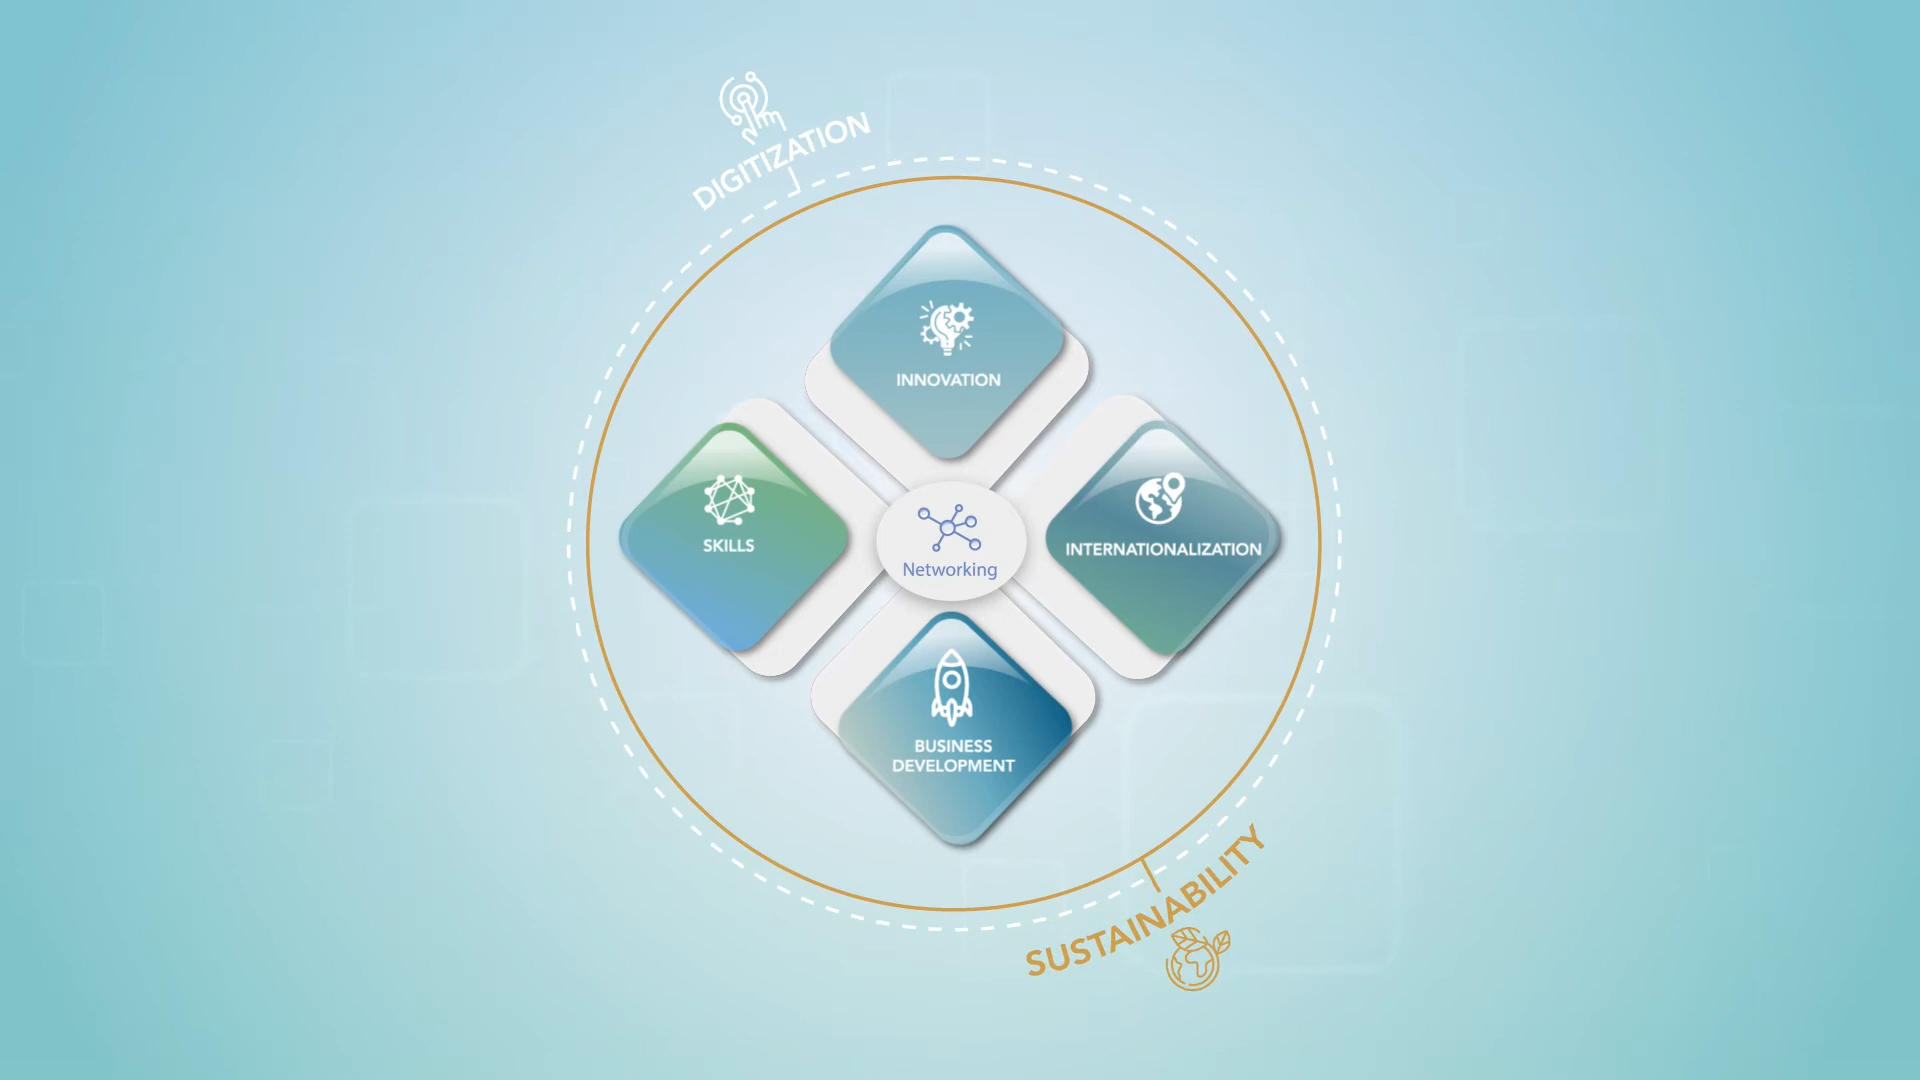 DIGITIZATION
INNOVATION
SKILLS
Networking
INTERNATIONALIZATION
BUSINESS
DEVELOPMENT
SUSTAINABILITY